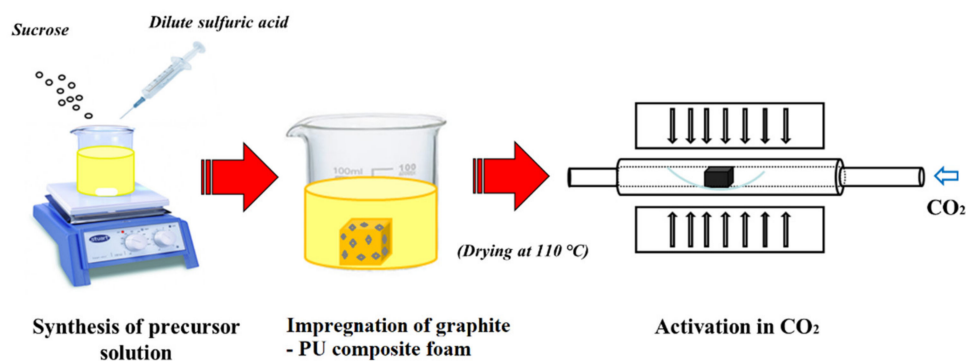 Sucrose
Dilute sulfuric acid
100ml
100
stuart
(Drying at 110 °C)
CO₂
Synthesis of precursor
solution
Impregnation of graphite
- PU composite foam
Activation in CO₂